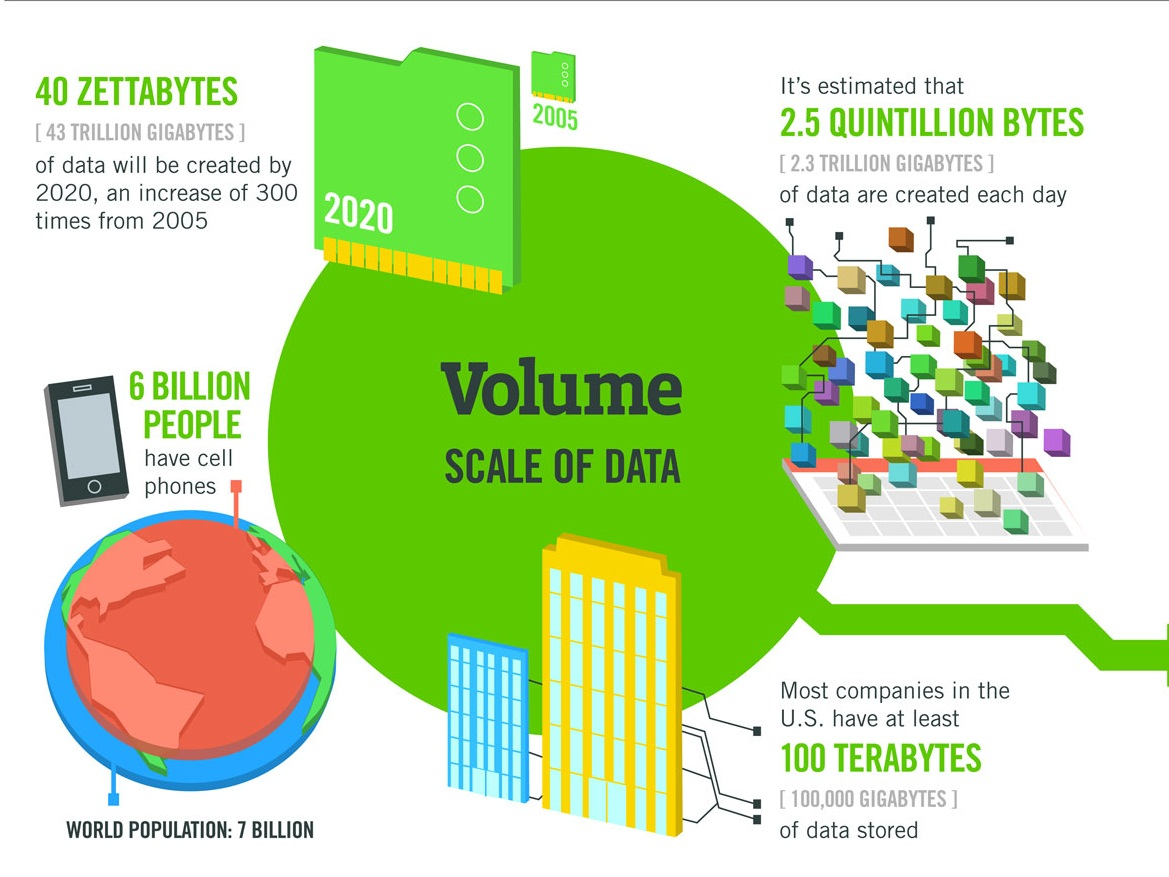 40 ZETTABYTES
[ 43 TRILLION GIGABYTES ]
of data will be created by
2020, an increase of 300
times from 2005
2020
2005
It’s estimated that
2.5 QUINTILLION BYTES
[ 2.3 TRILLION GIGABYTES ]
of data are created each day
6 BILLION
PEOPLE
have cell
phones
Volume
SCALE OF DATA
WORLD POPULATION: 7 BILLION
Most companies in the
U.S. have at least
100 TERABYTES
[ 100,000 GIGABYTES ]
of data stored